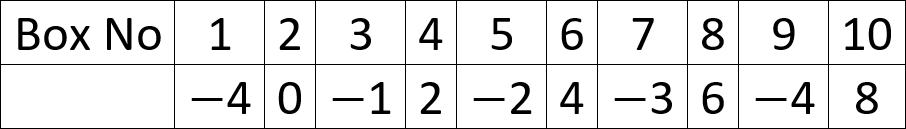 Box No 1 2 3 4 5 6 7 8 9 10
−4 0 −1 2 −2 4 −3 6 −4 8